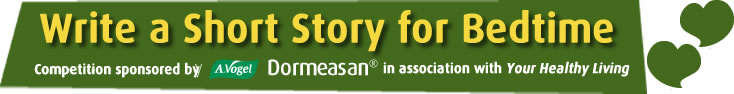 Write a Short Story for Bedtime
Competition sponsored by A.Vogel Dormeasan® in association with Your Healthy Living